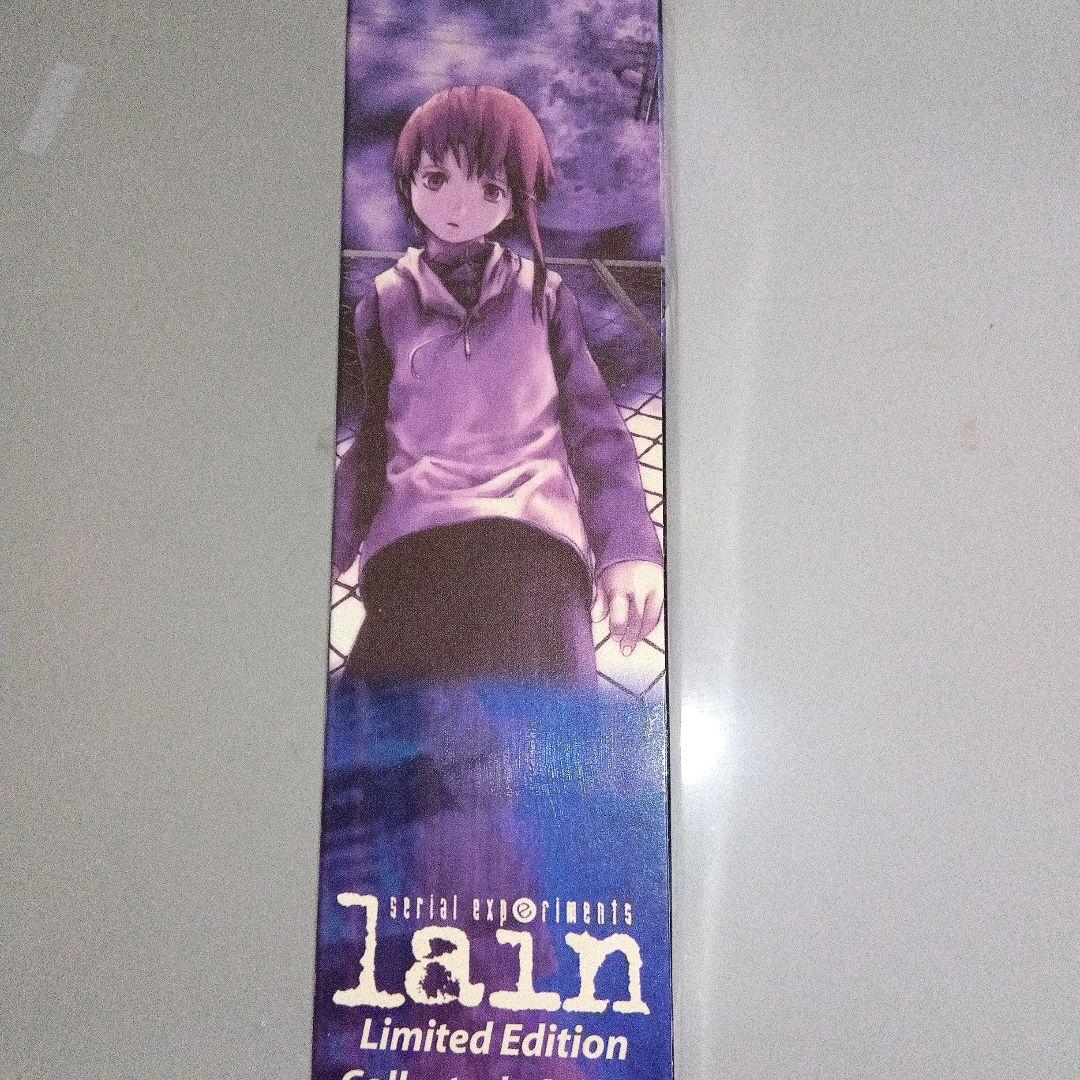 serial experiments
lain
Limited Edition